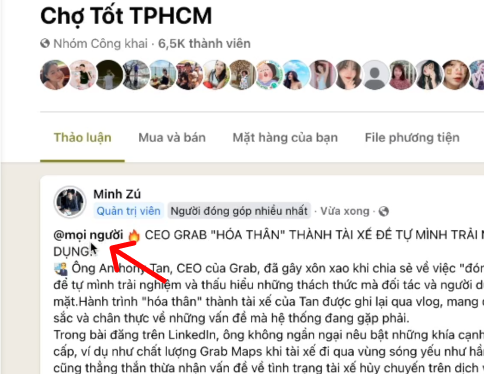 Chợ Tốt TPHCM
Nhóm Công khai · 6,5K thành viên
Thảo luận Mua và bán Mặt hàng của bạn File phương tiện
Minh Zú
Quản trị viên Người đóng góp nhiều nhất · Vừa xong ·
@mọi người 🔥 CEO GRAB "HÓA THÂN" THÀNH TÀI XẾ ĐỂ TỰ MÌNH TRẢI
DỤNG.
Ông Anthony Tan, CEO của Grab, đã gây xôn xao khi chia sẻ về việc "đón
để tự mình trải nghiệm và thấu hiểu những thách thức mà đối tác và người
mặt.Hành trình "hóa thân" thành tài xế của Tan được ghi lại qua vlog, mang
sắc và chân thực về những vấn đề mà hệ thống đang gặp phải.
Trong bài đăng trên LinkedIn, ông không ngần ngại nêu bật những khía cạnh
cấp, ví dụ như chất lượng Grab Maps khi tài xế đi qua vùng sóng yếu như
cũng thẳng thắn thừa nhận vấn đề về tình trạng tài xế hủy chuyến trên dịch